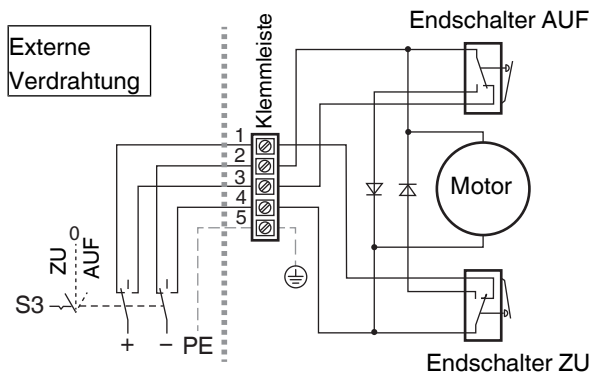 Endschalter AUF
Externe
Verdrahtung
Klemmleiste
1
2
3
4
5
Motor
ZU
0
AUF
S3
+
–
PE
Endschalter ZU